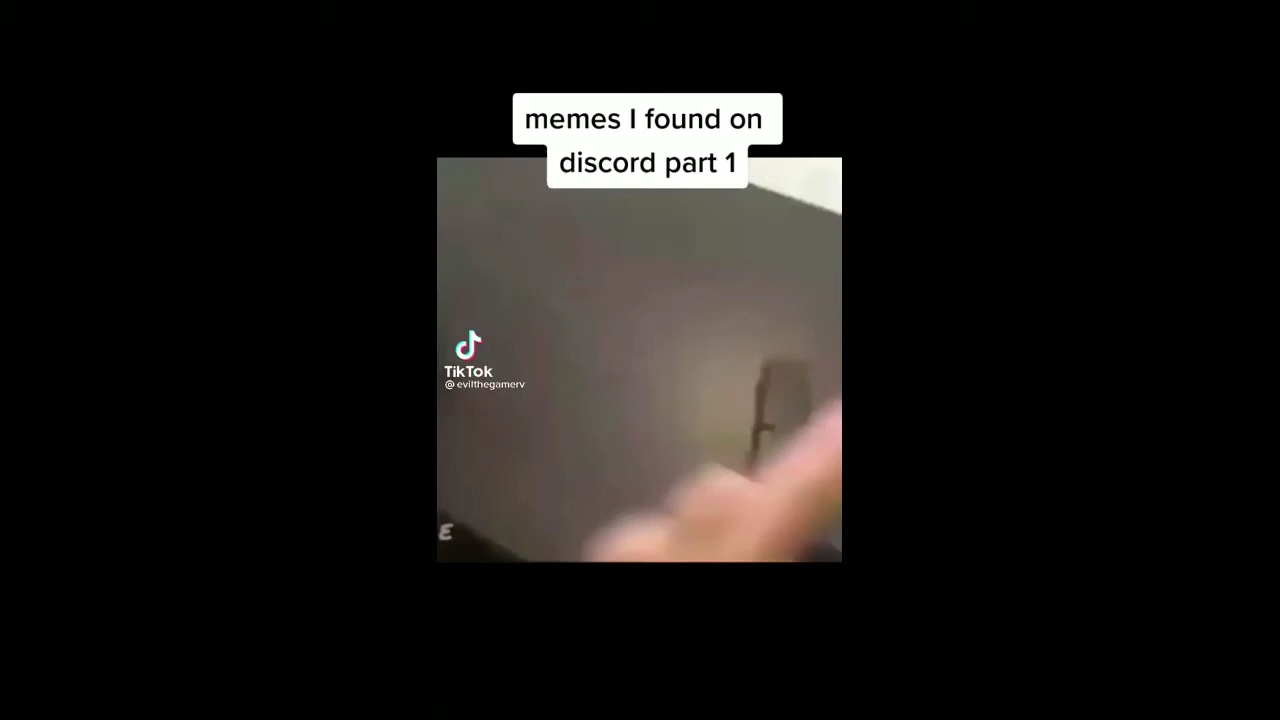 memes I found on
discord part 1
TikTok
@evilthegamerv
E